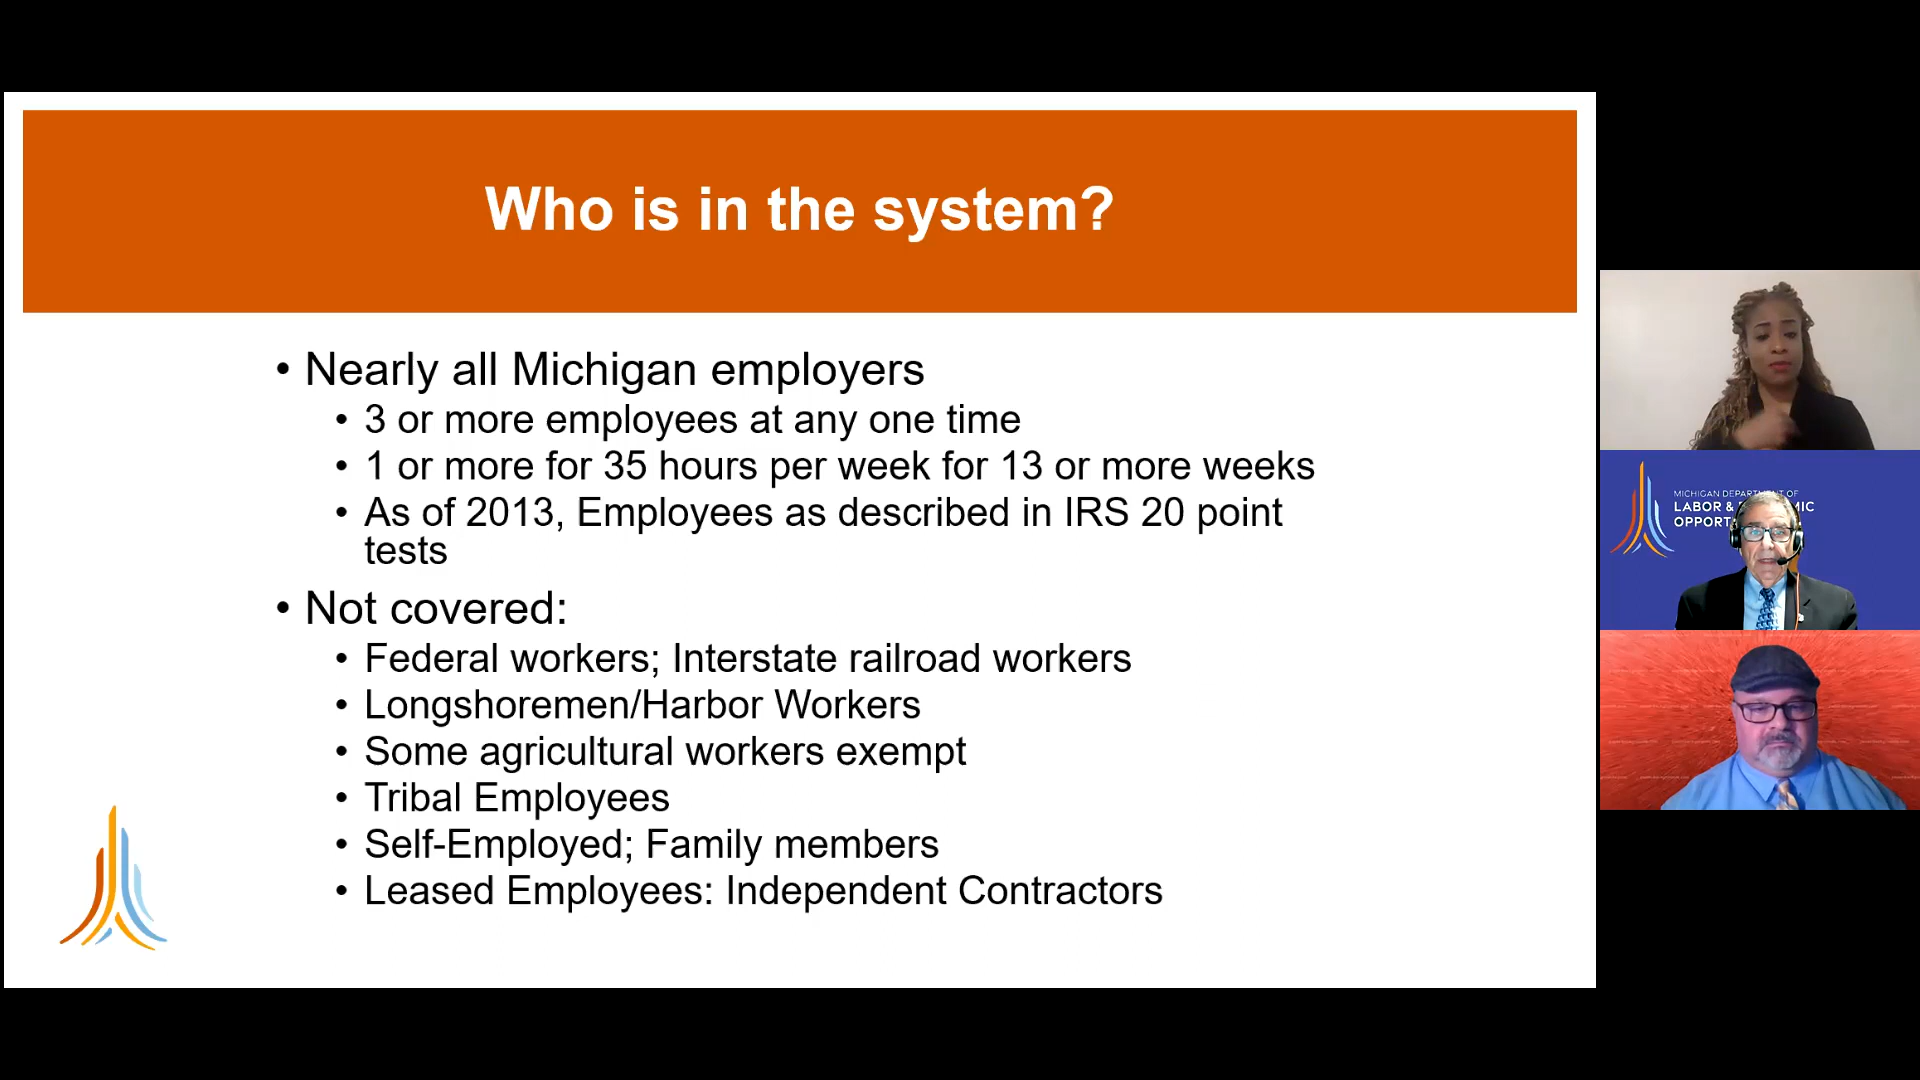 Who is in the system?
• Nearly all Michigan employers
• 3 or more employees at any one time
• 1 or more for 35 hours per week for 13 or more weeks
• As of 2013, Employees as described in IRS 20 point
tests
• Not covered:
• Federal workers; Interstate railroad workers
• Longshoremen/Harbor Workers
• Some agricultural workers exempt
• Tribal Employees
• Self-Employed; Family members
• Leased Employees: Independent Contractors
MICHIGAN OF
LABOR &